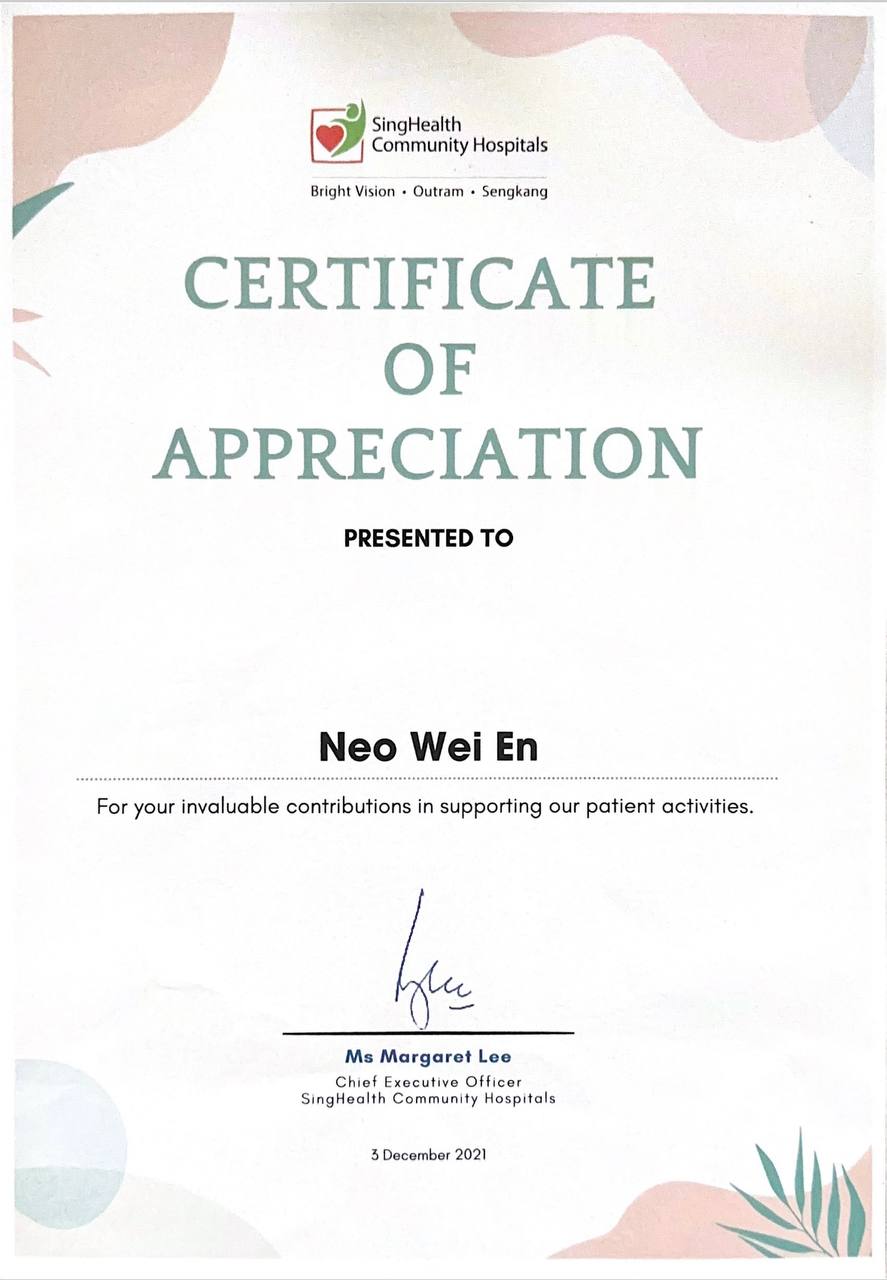 SingHealth
Community Hospitals
Bright Vision • Outram • Sengkang
CERTIFICATE
OF
APPRECIATION
PRESENTED TO
Neo Wei En
For your invaluable contributions in supporting our patient activities.
Ms Margaret Lee
Chief Executive Officer
SingHealth Community Hospitals
3 December 2021